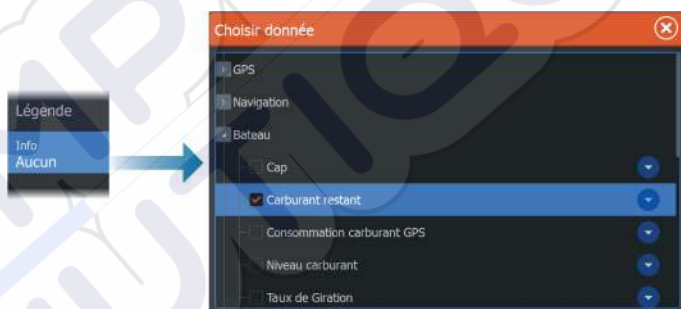 Choisir donnée
GPS
Navigation
Légende
Bateau
Info
Aucun
Cap
Carburant restant
Consommation carburant GPS
Niveau carburant
Taux de Giration